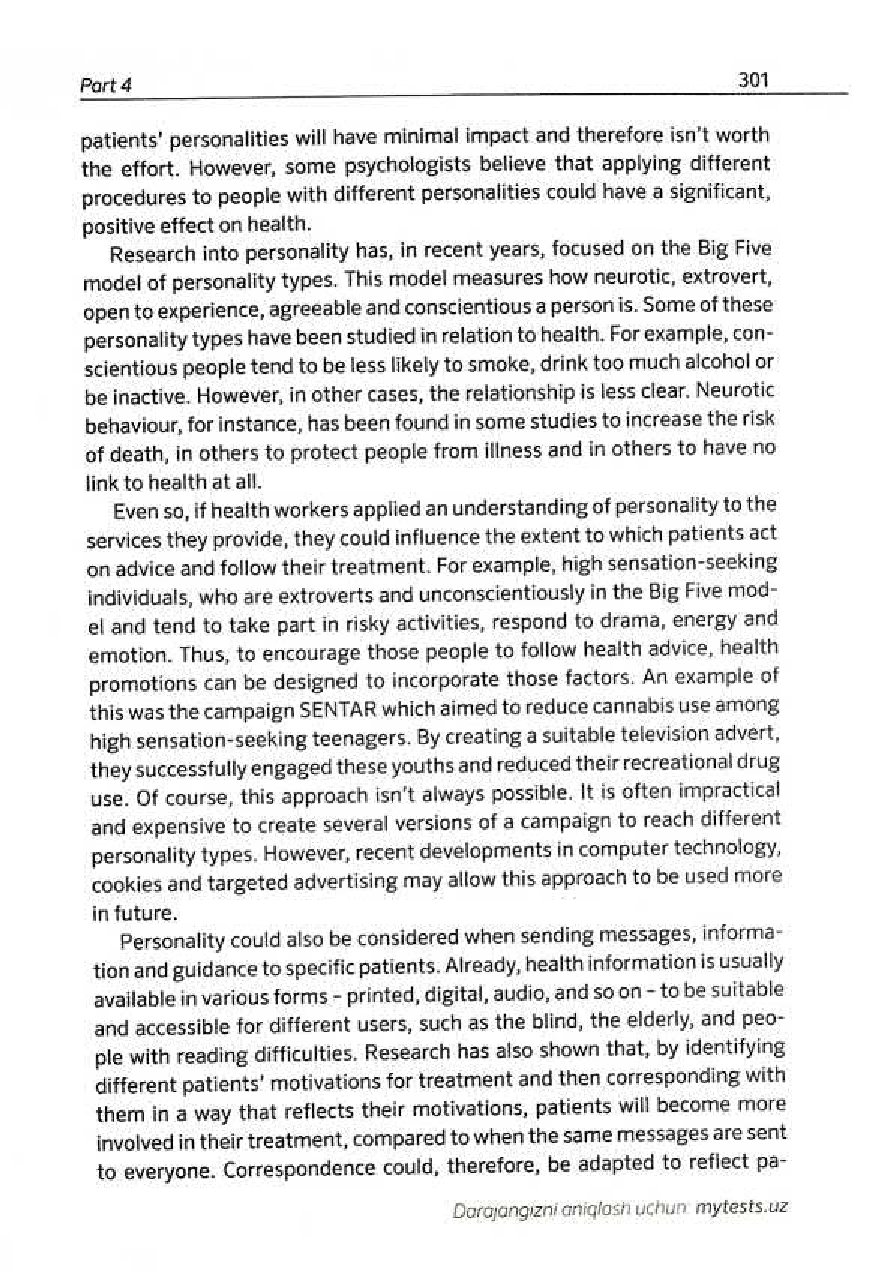 Part 4
301
patients' personalities will have minimal impact and therefore isn't worth
the effort. However, some psychologists believe that applying different
procedures to people with different personalities could have a significant,
positive effect on health.
Research into personality has, in recent years, focused on the Big Five
model of personality types. This model measures how neurotic, extrovert,
open to experience, agreeable and conscientious a person is. Some of these
personality types have been studied in relation to health. For example, con-
scientious people tend to be less likely to smoke, drink too much alcohol or
be inactive. However, in other cases, the relationship is less clear. Neurotic
behaviour, for instance, has been found in some studies to increase the risk
of death, in others to protect people from illness and in others to have no
link to health at all.
Even so, if health workers applied an understanding of personality to the
services they provide, they could influence the extent to which patients act
on advice and follow their treatment. For example, high sensation-seeking
individuals, who are extroverts and unconscientiously in the Big Five mod-
el and tend to take part in risky activities, respond to drama, energy and
emotion. Thus, to encourage those people to follow health advice, health
promotions can be designed to incorporate those factors. An example of
this was the campaign SENTAR which aimed to reduce cannabis use among
high sensation-seeking teenagers. By creating a suitable television advert,
they successfully engaged these youths and reduced their recreational drug
use. Of course, this approach isn't always possible. It is often impractical
and expensive to create several versions of a campaign to reach different
personality types. However, recent developments in computer technology,
cookies and targeted advertising may allow this approach to be used more
in future.
Personality could also be considered when sending messages, informa-
tion and guidance to specific patients. Already, health information is usually
available in various forms – printed, digital, audio, and so on – to be suitable
and accessible for different users, such as the blind, the elderly, and peo-
ple with reading difficulties. Research has also shown that, by identifying
different patients' motivations for treatment and then corresponding with
them in a way that reflects their motivations, patients will become more
involved in their treatment, compared to when the same messages are sent
to everyone. Correspondence could, therefore, be adapted to reflect pa-
Darajangizni aniqlash uchun: mytests.uz